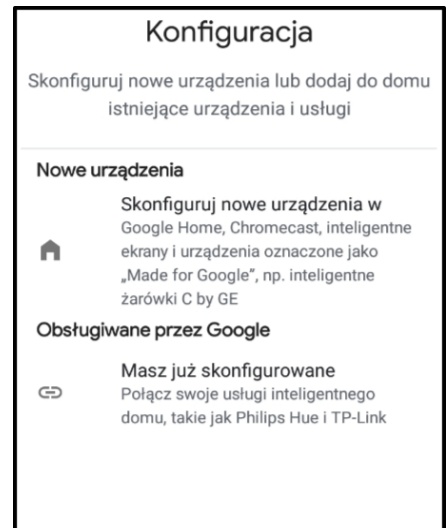 Konfiguracja
Skonfiguruj nowe urządzenia lub dodaj do domu
istniejące urządzenia i usługi
Nowe urządzenia
Skonfiguruj nowe urządzenia w
Google Home, Chromecast, inteligentne
ekrany i urządzenia oznaczone jako
„Made for Google”, np. inteligentne
żarówki C by GE
Obsługiwane przez Google
Masz już skonfigurowane
Połącz swoje usługi inteligentnego
domu, takie jak Philips Hue i TP-Link